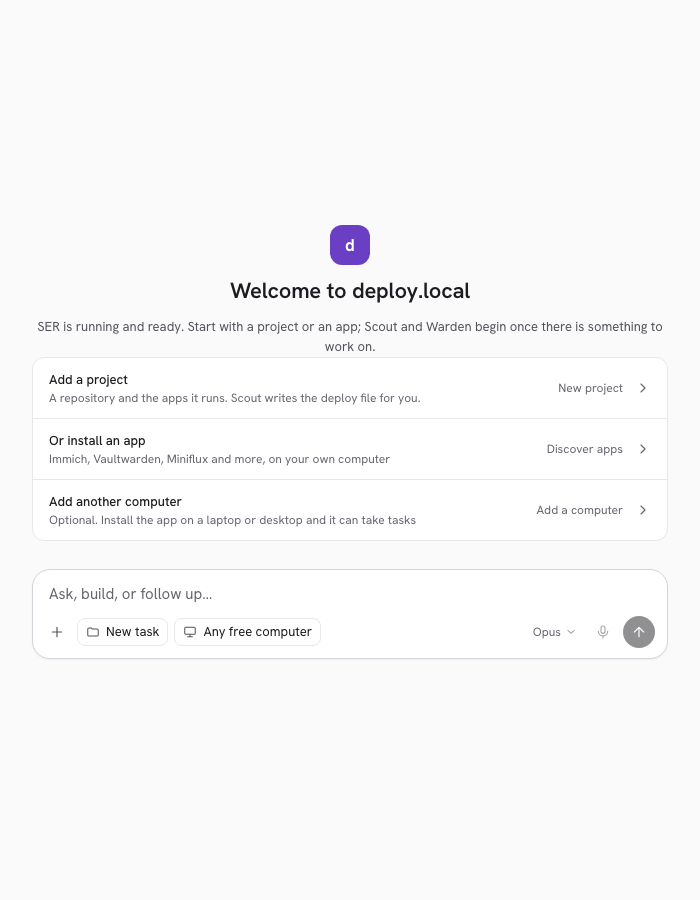 d
Welcome to deploy.local
SER is running and ready. Start with a project or an app; Scout and Warden begin once there is something to
work on.
Add a project
A repository and the apps it runs. Scout writes the deploy file for you.
New project
Or install an app
Immich, Vaultwarden, Miniflux and more, on your own computer
Discover apps
Add another computer
Optional. Install the app on a laptop or desktop and it can take tasks
Add a computer
Ask, build, or follow up...
New task
Any free computer
Opus